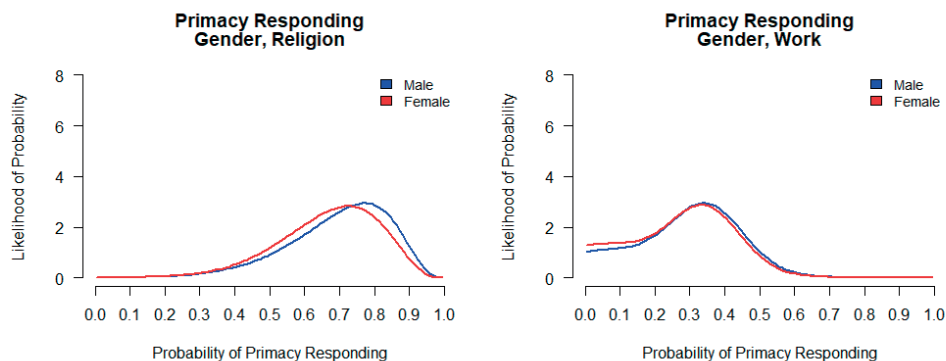 Primacy Responding
Gender, Religion
8
6
4
2
0
Likelihood of Probability
Male
Female
0.0 0.1 0.2 0.3 0.4 0.5 0.6 0.7 0.8 0.9 1.0
Probability of Primacy Responding
Primacy Responding
Gender, Work
8
6
4
2
0
Likelihood of Probability
Male
Female
0.0 0.1 0.2 0.3 0.4 0.5 0.6 0.7 0.8 0.9 1.0
Probability of Primacy Responding